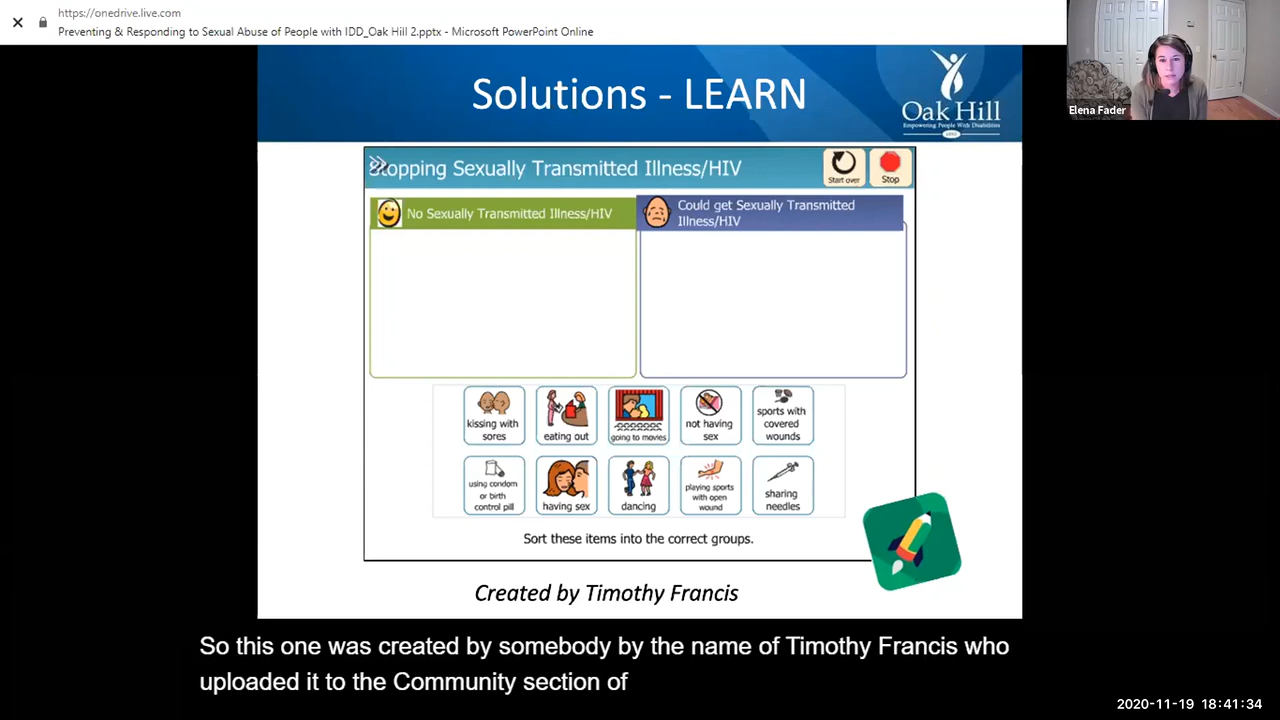 https://onedrive.live.com
Preventing & Responding to Sexual Abuse of People with IDD_Oak Hill 2.pptx - Microsoft PowerPoint Online
Elena Fader
Solutions - LEARN
Oak Hill
Empowering People With Disabilities
Stopping Sexually Transmitted Illness/HIV
Start over
Stop
No Sexually Transmitted Illness/HIV
Could get Sexually Transmitted
Illness/HIV
kissing with
sores
eating out
going to movies
not having
sex
sports with
covered
wounds
using condom
or birth
control pill
having sex
dancing
playing sports
with open
wound
sharing
needles
Sort these items into the correct groups.
Created by Timothy Francis
So this one was created by somebody by the name of Timothy Francis who
uploaded it to the Community section of
2020-11-19 18:41:34